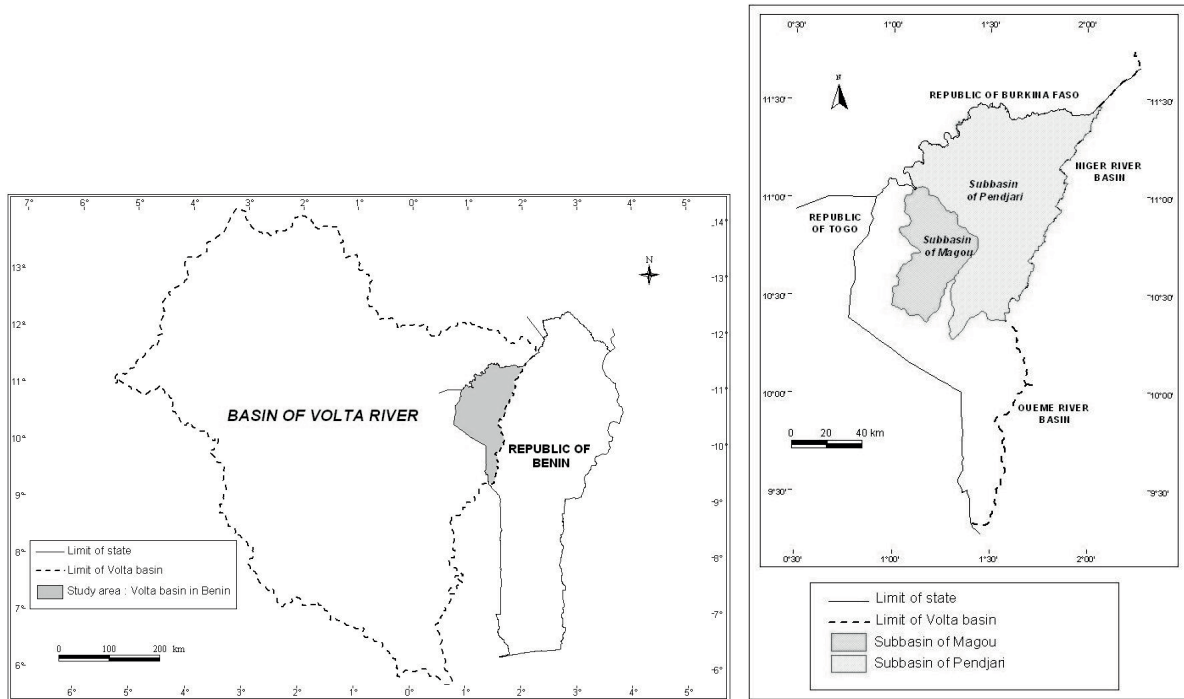 7° 6° 5° 4° 3° 2° 1° 0° 1° 2° 3° 4° 5°
14°
13° 13°
N
12° 12°
11° 11°
BASIN OF VOLTA RIVER
10° 10°
REPUBLIC OF
BENIN
9° 9°
8° 8°
7° 7°
6° 6°
Limit of state
Limit of Volta basin
Study area : Volta basin in Benin
0 100 200 km
6° 5° 4° 3° 2° 1° 0° 1° 2° 3° 4° 5°
0°30' 1°00' 1°30' 2°00'
N
REPUBLIC OF BURKINA FASO
11°30' 11°30'
NIGER RIVER
BASIN
Subbasin
of Pendjari
11°00' 11°00'
REPUBLIC
OF TOGO
Subbasin
of Magou
10°30' 10°30'
10°00' 10°00'
OUEME RIVER
BASIN
0 20 40 km
9°30' 9°30'
0°30' 1°00' 1°30' 2°00'
Limit of state
Limit of Volta basin
Subbasin of Magou
Subbasin of Pendjari